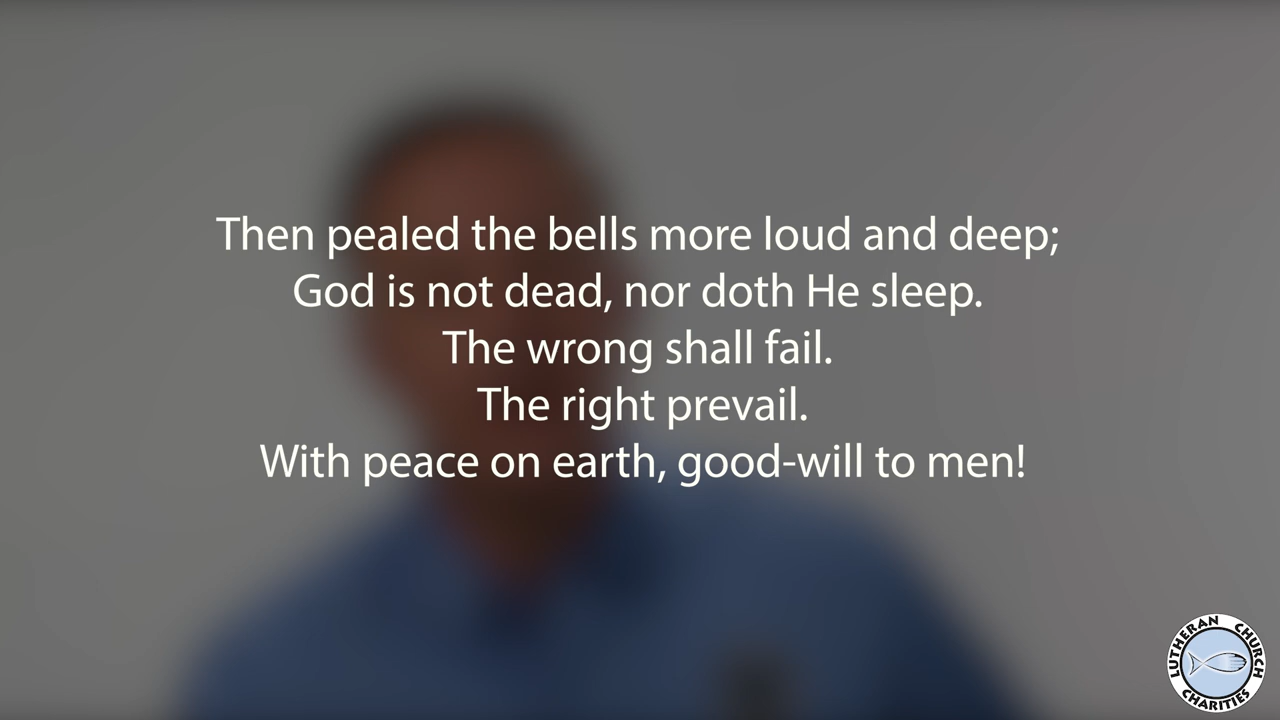 Then pealed the bells more loud and deep;
God is not dead, nor doth He sleep.
The wrong shall fail.
The right prevail.
With peace on earth, good-will to men!
LUTHERAN CHURCH
CHARITIES